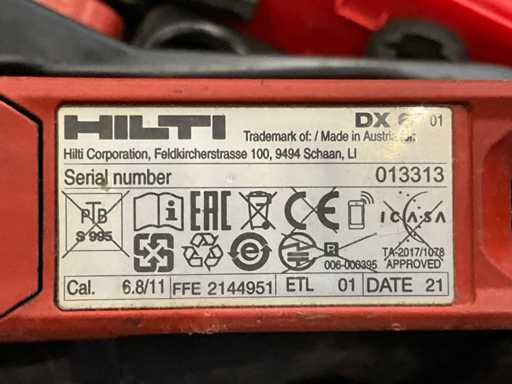 HILTI
DX 6 01
Trademark of: / Made in Austria
Hilti Corporation, Feldkircherstrasse 100, 9494 Schaan, LI
Serial number 013313
PTB
S 995
i
EAC
CE
ICASA
R
006-000395
TA-2017/1078
APPROVED
Cal. 6.8/11 FFE 2144951 ETL 01 DATE 21